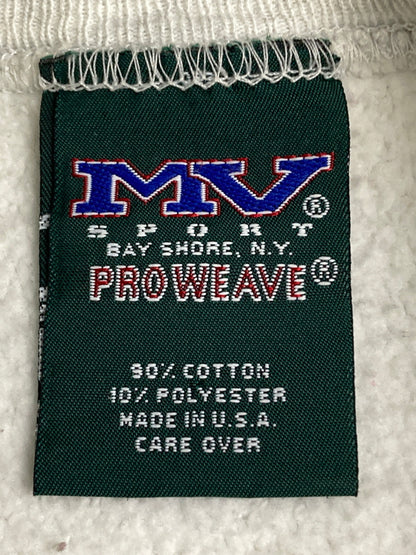 MV®
SPORT
BAY SHORE, N.Y.
PROWEAVE®
90% COTTON
10% POLYESTER
MADE IN U.S.A.
CARE OVER